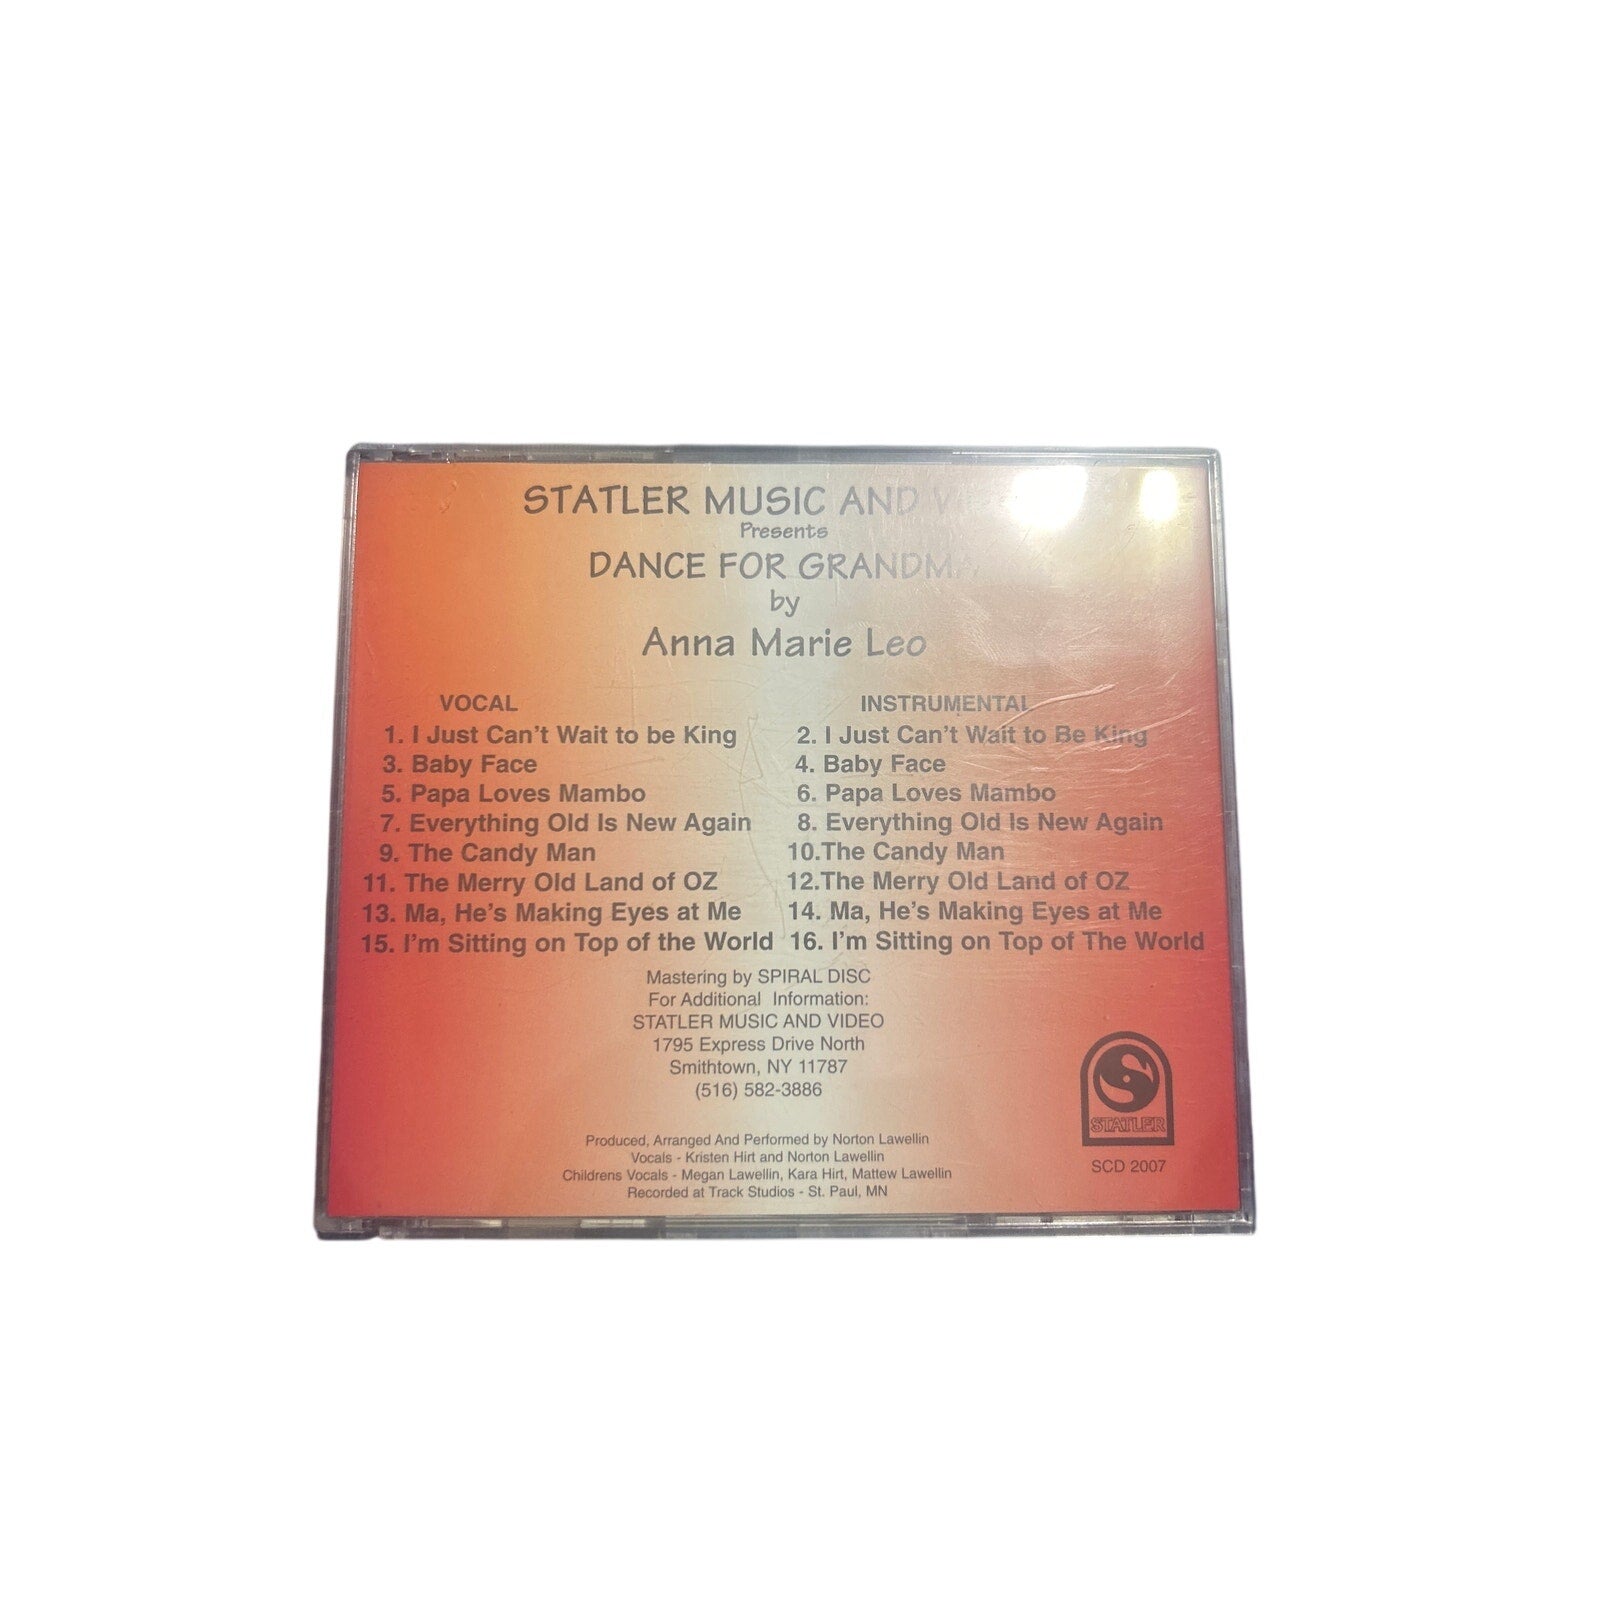 STATLER MUSIC AND
Presents
DANCE FOR GRANDMA
by
Anna Marie Leo
VOCAL
1. I Just Can't Wait to be King
3. Baby Face
5. Papa Loves Mambo
7. Everything Old Is New Again
9. The Candy Man
11. The Merry Old Land of OZ
13. Ma, He's Making Eyes at Me
15. I'm Sitting on Top of the World
INSTRUMENTAL
2. I Just Can't Wait to Be King
4. Baby Face
6. Papa Loves Mambo
8. Everything Old Is New Again
10.The Candy Man
12.The Merry Old Land of OZ
14. Ma, He's Making Eyes at Me
16. I'm Sitting on Top of The World
Mastering by SPIRAL DISC
For Additional Information:
STATLER MUSIC AND VIDEO
1795 Express Drive North
Smithtown, NY 11787
(516) 582-3886
Produced, Arranged And Performed by Norton Lawellin
Vocals - Kristen Hirt and Norton Lawellin
Childrens Vocals - Megan Lawellin, Kara Hirt, Mattew Lawellin
Recorded at Track Studios - St. Paul, MN
STATLER
SCD 2007